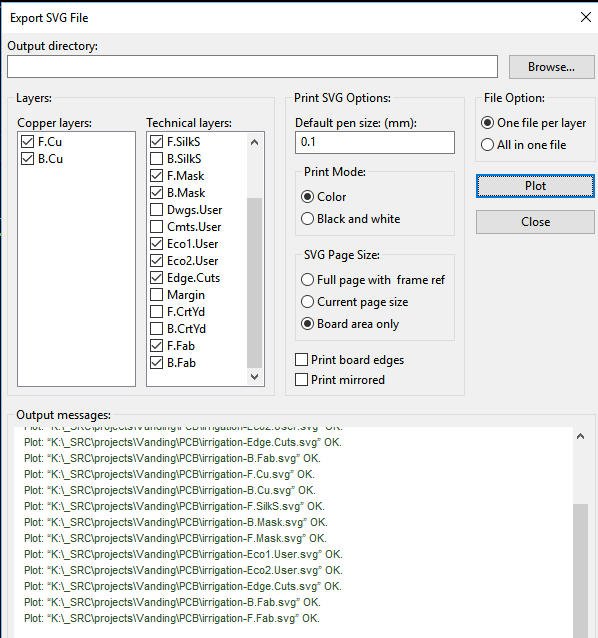 Export SVG File
Output directory:
Browse...
Layers:
Copper layers:
F.Cu
B.Cu
Technical layers:
F.SilkS
B.SilkS
F.Mask
B.Mask
Dwgs.User
Cmts.User
Eco1.User
Eco2.User
Edge.Cuts
Margin
F.CrtYd
B.CrtYd
F.Fab
B.Fab
Print SVG Options:
Default pen size: (mm):
0.1
Print Mode:
Color
Black and white
SVG Page Size:
Full page with frame ref
Current page size
Board area only
Print board edges
Print mirrored
File Option:
One file per layer
All in one file
Plot
Close
Output messages:
Plot: “K:\_SRC\projects\Vanding\PCB\irrigation-Eco2.User.svg” OK.
Plot: “K:\_SRC\projects\Vanding\PCB\irrigation-Edge.Cuts.svg” OK.
Plot: “K:\_SRC\projects\Vanding\PCB\irrigation-B.Fab.svg” OK.
Plot: “K:\_SRC\projects\Vanding\PCB\irrigation-F.Cu.svg” OK.
Plot: “K:\_SRC\projects\Vanding\PCB\irrigation-B.Cu.svg” OK.
Plot: “K:\_SRC\projects\Vanding\PCB\irrigation-F.SilkS.svg” OK.
Plot: “K:\_SRC\projects\Vanding\PCB\irrigation-B.Mask.svg” OK.
Plot: “K:\_SRC\projects\Vanding\PCB\irrigation-F.Mask.svg” OK.
Plot: “K:\_SRC\projects\Vanding\PCB\irrigation-Eco1.User.svg” OK.
Plot: “K:\_SRC\projects\Vanding\PCB\irrigation-Eco2.User.svg” OK.
Plot: “K:\_SRC\projects\Vanding\PCB\irrigation-Edge.Cuts.svg” OK.
Plot: “K:\_SRC\projects\Vanding\PCB\irrigation-B.Fab.svg” OK.
Plot: “K:\_SRC\projects\Vanding\PCB\irrigation-F.Fab.svg” OK.